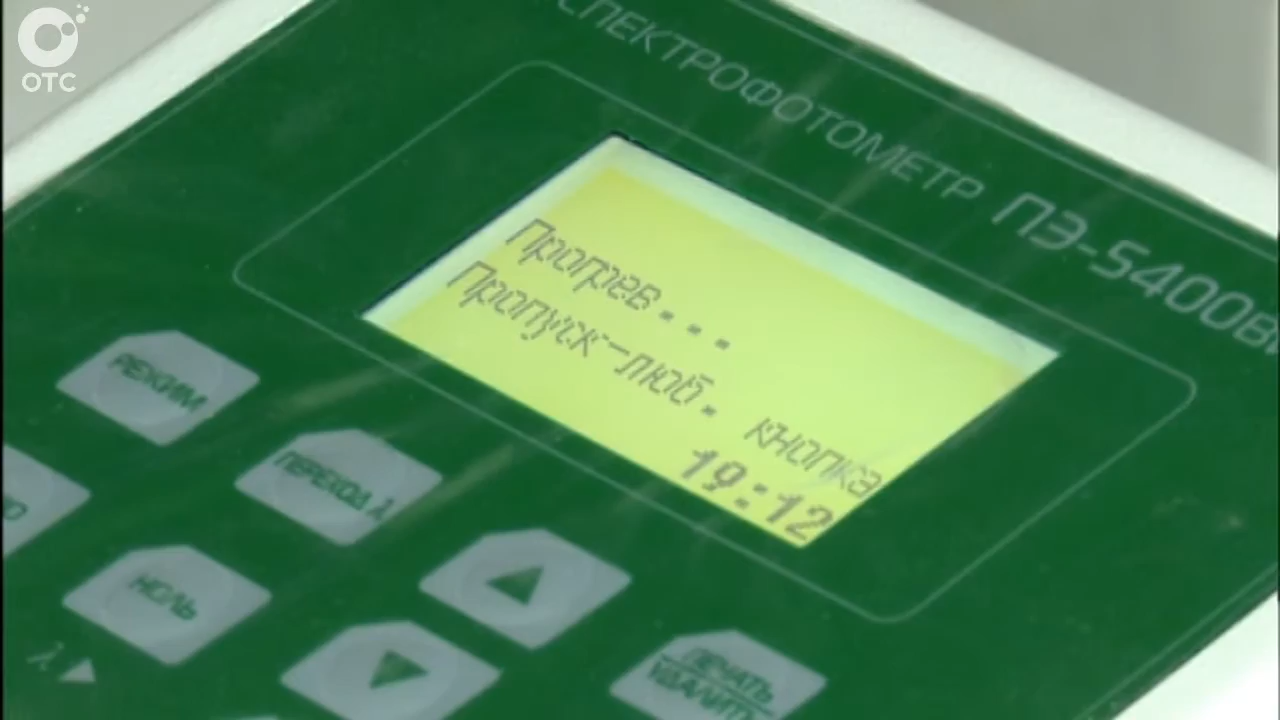 ОТС
СПЕКТРОФОТОМЕТР ПЭ-5400В
Прогрев...
Пропуск-люб. кнопка
19:12
РЕЖИМ
ПЕРЕХОД λ
НОЛЬ
ПЕЧАТЬ
УДАЛИТЬ
λ